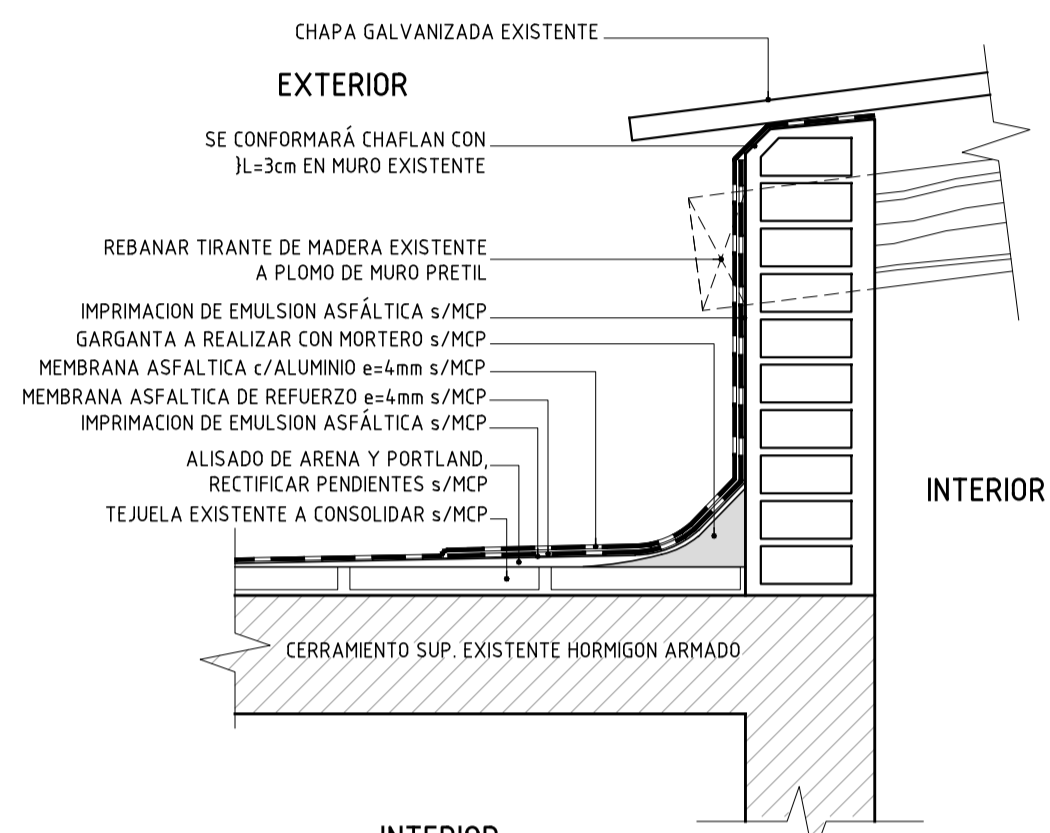 CHAPA GALVANIZADA EXISTENTE
EXTERIOR
SE CONFORMARÁ CHAFLAN CON
}L=3cm EN MURO EXISTENTE
REBANAR TIRANTE DE MADERA EXISTENTE
A PLOMO DE MURO PRETIL
IMPRIMACION DE EMULSION ASFÁLTICA s/MCP
GARGANTA A REALIZAR CON MORTERO s/MCP
MEMBRANA ASFALTICA c/ALUMINIO e=4mm s/MCP
MEMBRANA ASFALTICA DE REFUERZO e=4mm s/MCP
IMPRIMACION DE EMULSION ASFÁLTICA s/MCP
ALISADO DE ARENA Y PORTLAND,
RECTIFICAR PENDIENTES s/MCP
TEJUELA EXISTENTE A CONSOLIDAR s/MCP
INTERIOR
CERRAMIENTO SUP. EXISTENTE HORMIGON ARMADO
INTERIOR